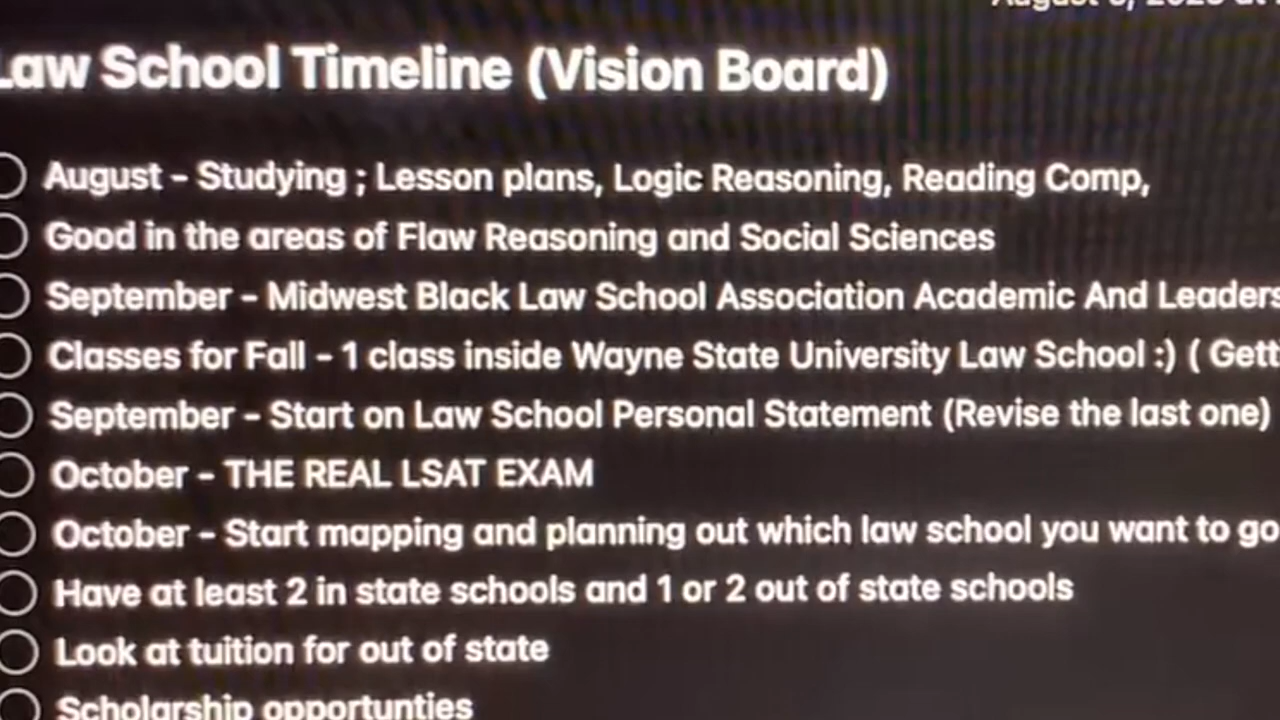 Law School Timeline (Vision Board)
August - Studying ; Lesson plans, Logic Reasoning, Reading Comp,
Good in the areas of Flaw Reasoning and Social Sciences
September - Midwest Black Law School Association Academic And Leaders
Classes for Fall - 1 class inside Wayne State University Law School :) ( Gett
September - Start on Law School Personal Statement (Revise the last one)
October - THE REAL LSAT EXAM
October - Start mapping and planning out which law school you want to go
Have at least 2 in state schools and 1 or 2 out of state schools
Look at tuition for out of state
Scholarship opportunties